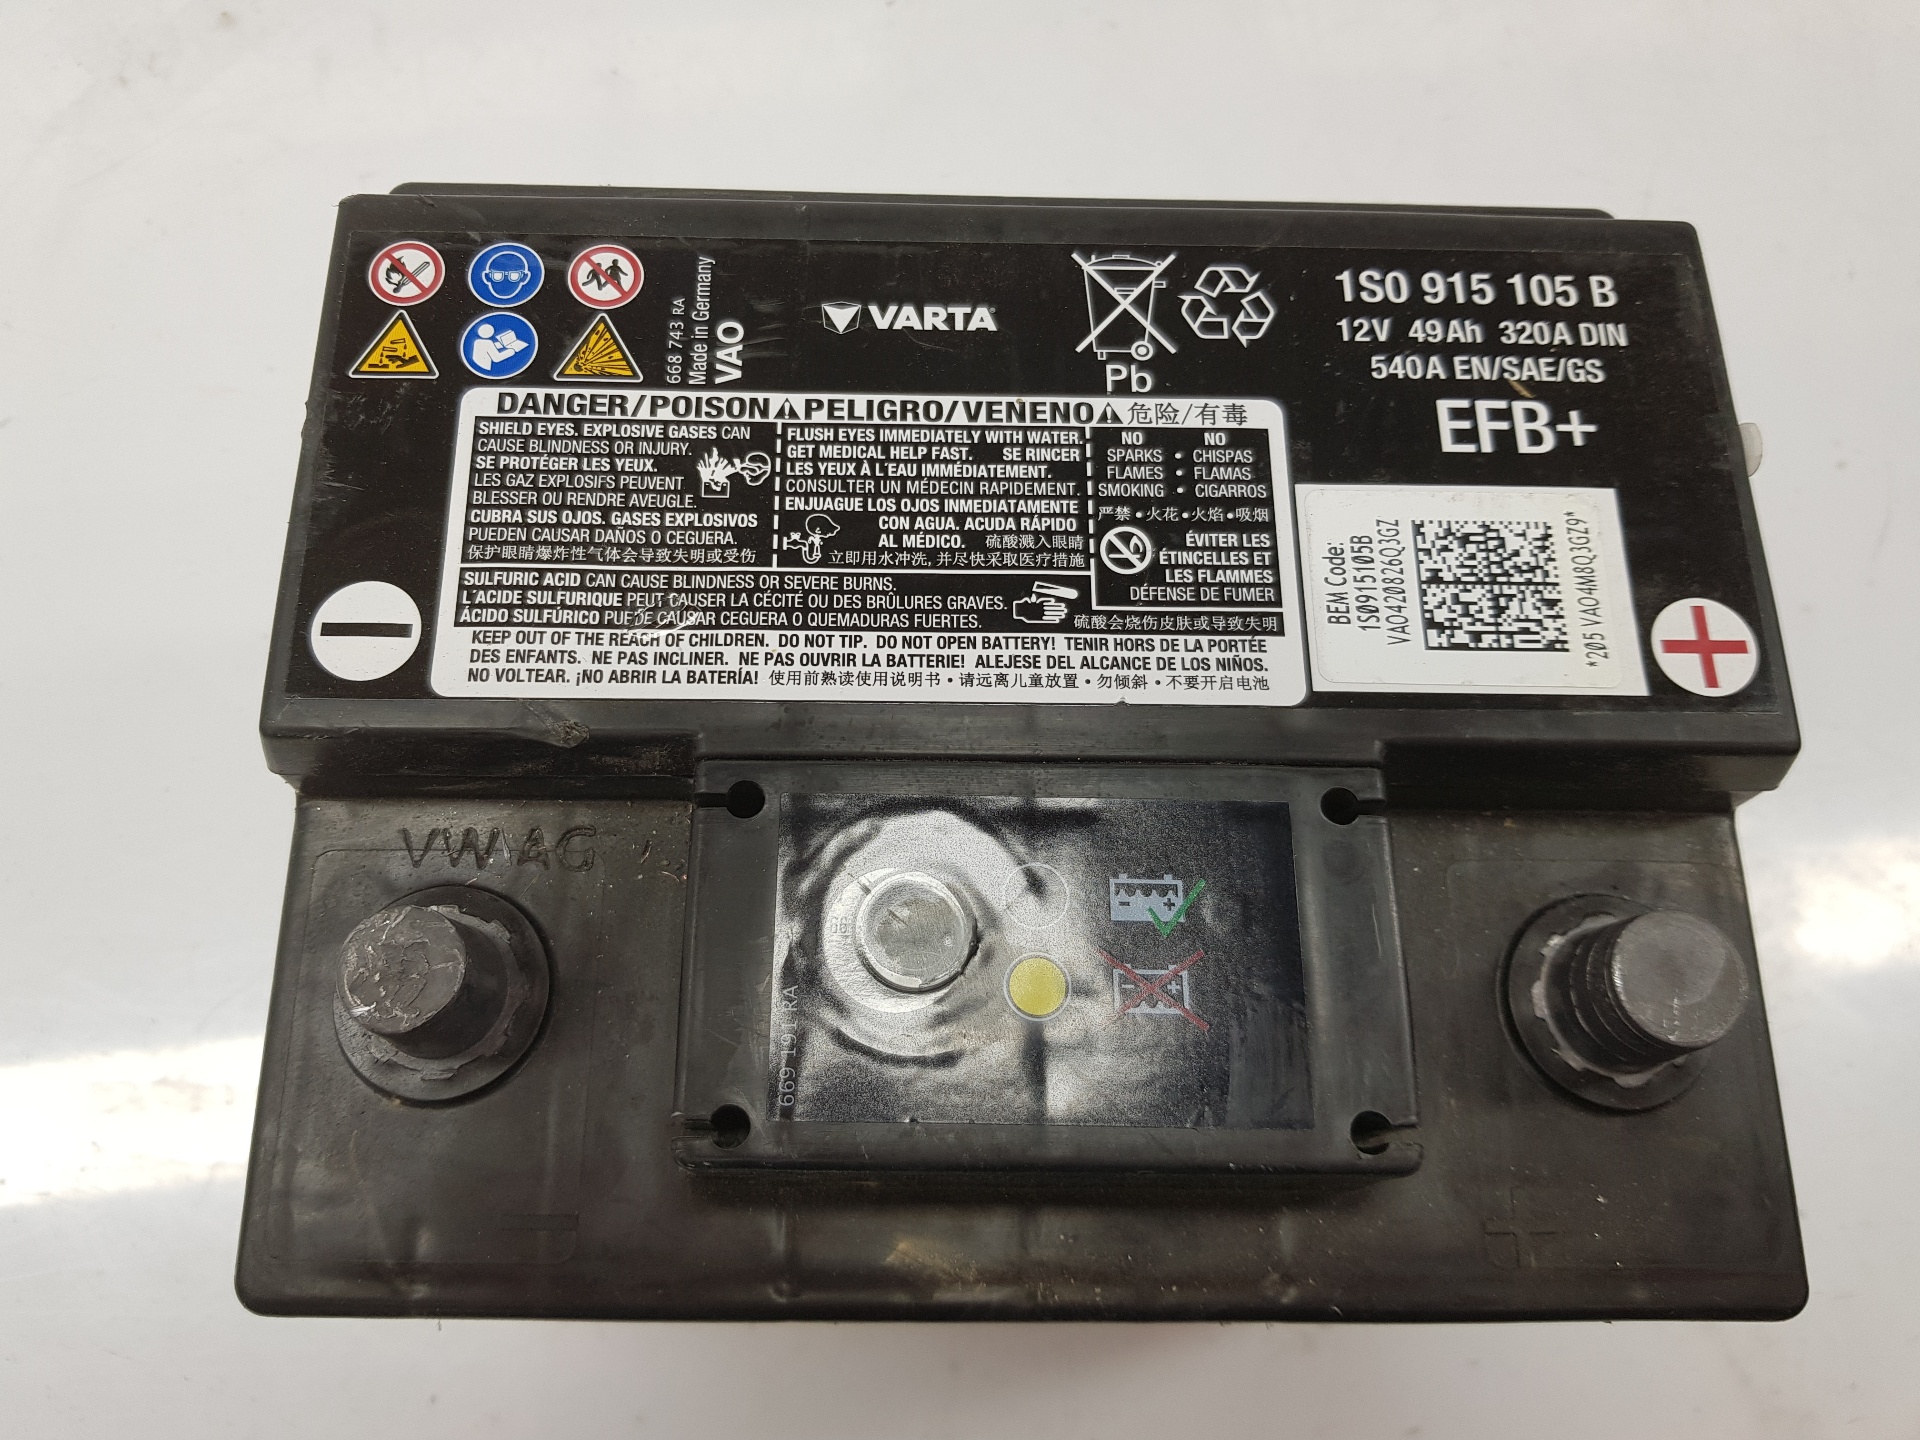 668 743 RA
Made in Germany
VAO
VARTA
Pb
1S0 915 105 B
12V 49Ah 320A DIN
540A EN/SAE/GS
EFB+
DANGER/POISON PELIGRO/VENENO 危险/有毒
SHIELD EYES. EXPLOSIVE GASES CAN
CAUSE BLINDNESS OR INJURY.
SE PROTÉGER LES YEUX.
LES GAZ EXPLOSIFS PEUVENT
BLESSER OU RENDRE AVEUGLE.
CUBRA SUS OJOS. GASES EXPLOSIVOS
PUEDEN CAUSAR DAÑOS O CEGUERA.
保护眼睛爆炸性气体会导致失明或受伤
FLUSH EYES IMMEDIATELY WITH WATER.
GET MEDICAL HELP FAST. SE RINCER
LES YEUX À L'EAU IMMÉDIATEMENT.
CONSULTER UN MÉDECIN RAPIDEMENT.
ENJUAGUE LOS OJOS INMEDIATAMENTE
CON AGUA. ACUDA RÁPIDO
AL MÉDICO. 硫酸溅入眼睛
立即用水冲洗, 并尽快采取医疗措施
NO NO
SPARKS • CHISPAS
FLAMES • FLAMAS
SMOKING • CIGARROS
严禁•火花•火焰•吸烟
ÉVITER LES
ÉTINCELLES ET
LES FLAMMES
DÉFENSE DE FUMER
SULFURIC ACID CAN CAUSE BLINDNESS OR SEVERE BURNS.
L'ACIDE SULFURIQUE PEUT CAUSER LA CÉCITÉ OU DES BRÛLURES GRAVES.
ÁCIDO SULFÚRICO PUEDE CAUSAR CEGUERA O QUEMADURAS FUERTES.
硫酸会烧伤皮肤或导致失明
KEEP OUT OF THE REACH OF CHILDREN. DO NOT TIP. DO NOT OPEN BATTERY! TENIR HORS DE LA PORTÉE
DES ENFANTS. NE PAS INCLINER. NE PAS OUVRIR LA BATTERIE! ALEJESE DEL ALCANCE DE LOS NIÑOS.
NO VOLTEAR. ¡NO ABRIR LA BATERÍA! 使用前熟读使用说明书•请远离儿童放置•勿倾斜•不要开启电池
BEM Code:
1S0915105B
VAO420826Q3GZ
*205 VAO4M8Q3GZ9*
VW AG
669 191 RA